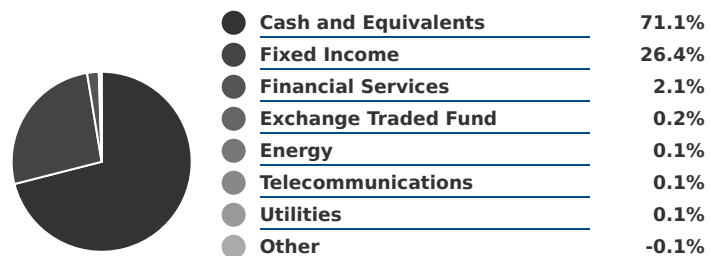 Cash and Equivalents 71.1%
Fixed Income 26.4%
Financial Services 2.1%
Exchange Traded Fund 0.2%
Energy 0.1%
Telecommunications 0.1%
Utilities 0.1%
Other -0.1%